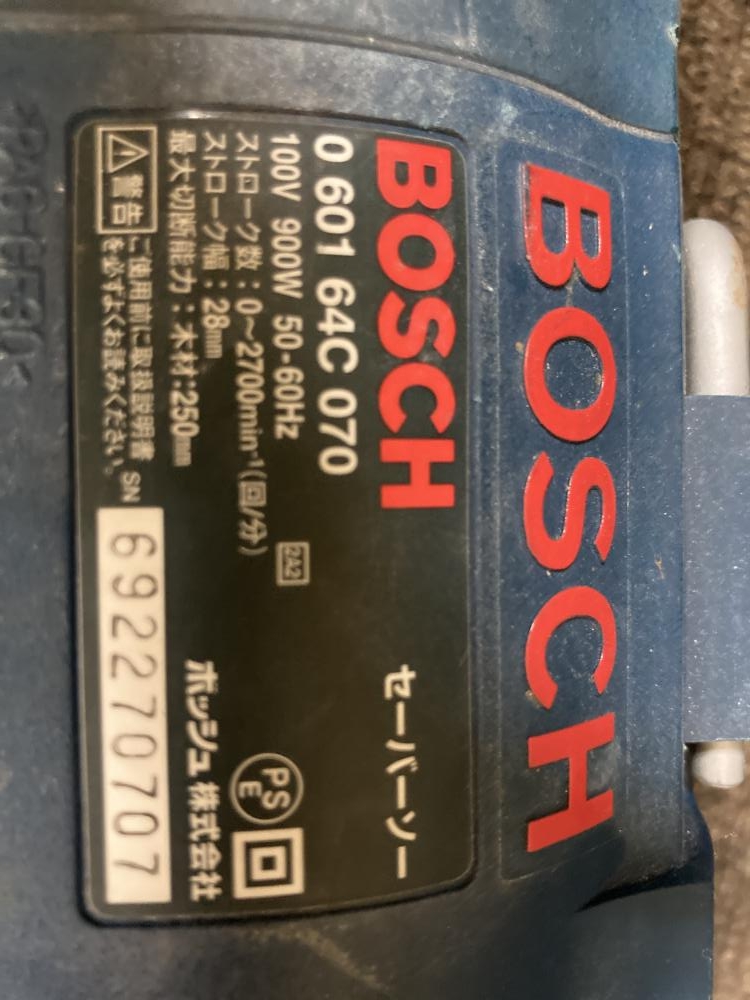 BOSCH
BOSCH
セーバーソー
0 601 64C 070
100V 900W 50-60Hz 2A2
ストローク数：0〜2700min⁻¹(回/分)
ストローク幅：28mm
最大切断能力：木材:250mm
PS
E
ボッシュ株式会社
警告
ご使用前に取扱説明書
を必ずよくお読みください。
SN
692270707